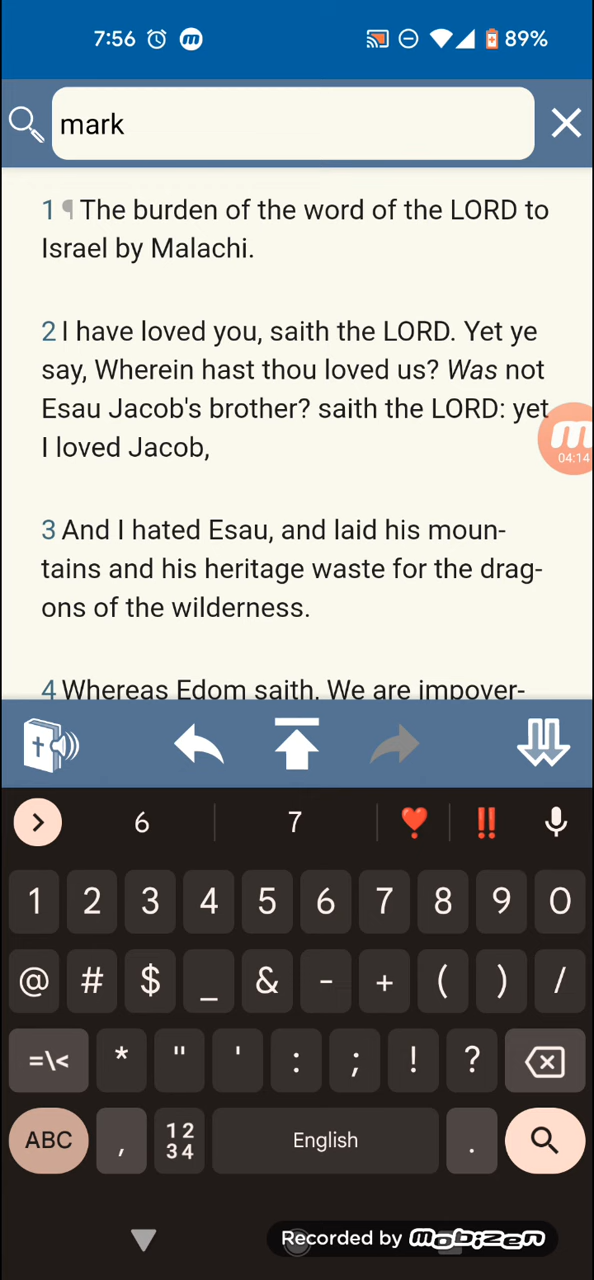 7:56 89%
mark
1 ¶ The burden of the word of the LORD to
Israel by Malachi.
2 I have loved you, saith the LORD. Yet ye
say, Wherein hast thou loved us? Was not
Esau Jacob's brother? saith the LORD: yet
I loved Jacob,
04:14
3 And I hated Esau, and laid his moun-
tains and his heritage waste for the drag-
ons of the wilderness.
4 Whereas Edom saith, We are impover-
6 7 ❣ ‼
1 2 3 4 5 6 7 8 9 0
@ # $ _ & - + ( ) /
=\< * " ' : ; ! ?
ABC , 12 34 English .
Recorded by mobizen